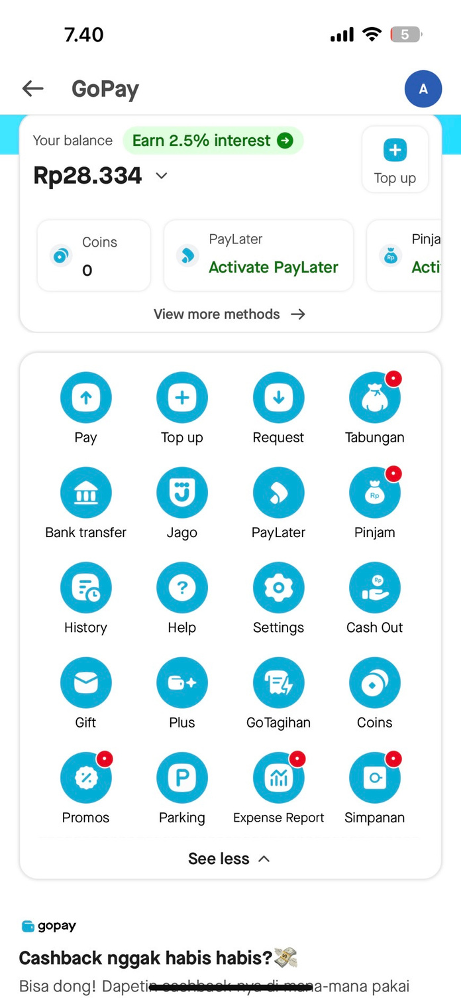 7.40
5
GoPay
A
Your balance
Earn 2.5% interest
Rp28.334
Top up
Coins
0
PayLater
Activate PayLater
Pinja
Acti
Rp
View more methods
Pay
Top up
Request
Tabungan
Bank transfer
Jago
PayLater
Rp
Pinjam
History
?
Help
Settings
Rp
Cash Out
Gift
Plus
GoTagihan
Coins
Promos
P
Parking
Expense Report
Simpanan
See less
gopay
Cashback nggak habis habis?💸
Bisa dong! Dapetin cashback nya di mana-mana pakai